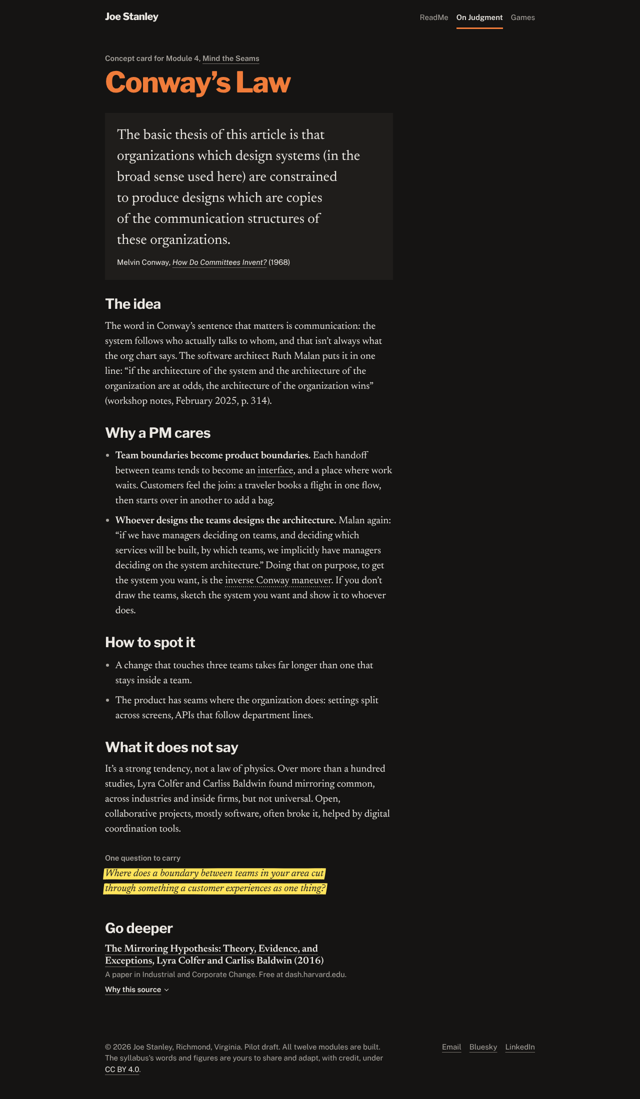 Joe Stanley
ReadMe On Judgment Games
Concept card for Module 4, Mind the Seams
Conway’s Law
The basic thesis of this article is that
organizations which design systems (in the
broad sense used here) are constrained
to produce designs which are copies
of the communication structures of
these organizations.
Melvin Conway, How Do Committees Invent? (1968)
The idea
The word in Conway’s sentence that matters is communication: the
system follows who actually talks to whom, and that isn’t always what
the org chart says. The software architect Ruth Malan puts it in one
line: “if the architecture of the system and the architecture of the
organization are at odds, the architecture of the organization wins”
(workshop notes, February 2025, p. 314).
Why a PM cares
• Team boundaries become product boundaries. Each handoff
between teams tends to become an interface, and a place where work
waits. Customers feel the join: a traveler books a flight in one flow,
then starts over in another to add a bag.
• Whoever designs the teams designs the architecture. Malan again:
“if we have managers deciding on teams, and deciding which
services will be built, by which teams, we implicitly have managers
deciding on the system architecture.” Doing that on purpose, to get
the system you want, is the inverse Conway maneuver. If you don’t
draw the teams, sketch the system you want and show it to whoever
does.
How to spot it
• A change that touches three teams takes far longer than one that
stays inside a team.
• The product has seams where the organization does: settings split
across screens, APIs that follow department lines.
What it does not say
It’s a strong tendency, not a law of physics. Over more than a hundred
studies, Lyra Colfer and Carliss Baldwin found mirroring common,
across industries and inside firms, but not universal. Open,
collaborative projects, mostly software, often broke it, helped by digital
coordination tools.
One question to carry
Where does a boundary between teams in your area cut
through something a customer experiences as one thing?
Go deeper
The Mirroring Hypothesis: Theory, Evidence, and
Exceptions, Lyra Colfer and Carliss Baldwin (2016)
A paper in Industrial and Corporate Change. Free at dash.harvard.edu.
Why this source
© 2026 Joe Stanley, Richmond, Virginia. Pilot draft. All twelve modules are built.
The syllabus’s words and figures are yours to share and adapt, with credit, under
CC BY 4.0.
Email Bluesky LinkedIn